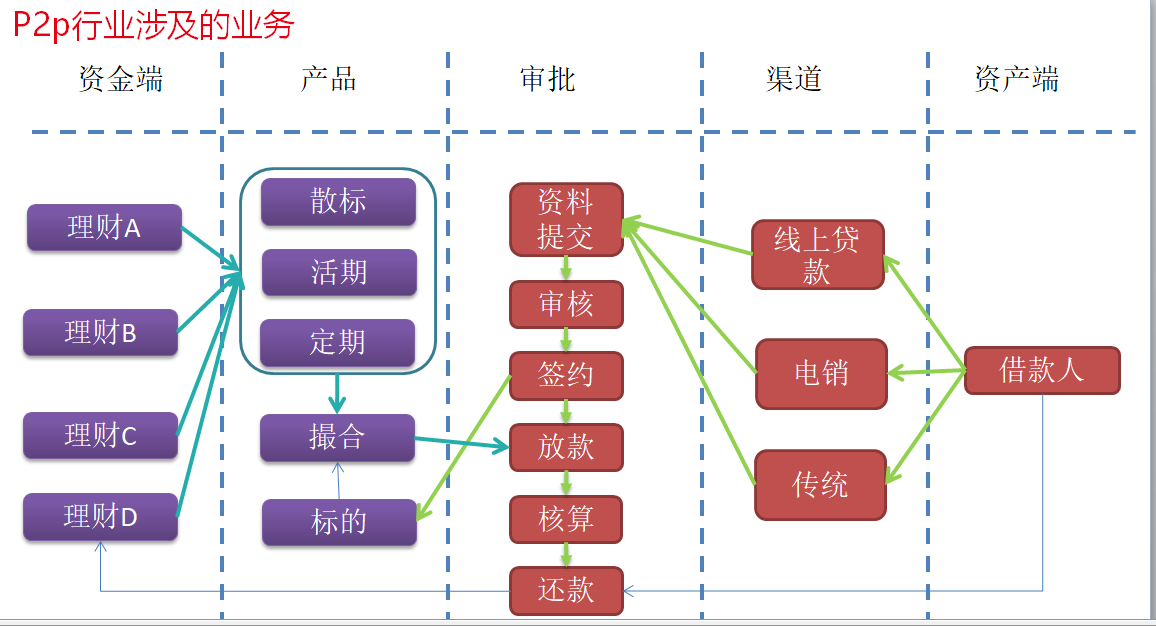 P2p行业涉及的业务
资金端
产品
审批
渠道
资产端
理财A
理财B
理财C
理财D
散标
活期
定期
撮合
标的
资料
提交
审核
签约
放款
核算
还款
线上贷
款
电销
传统
借款人